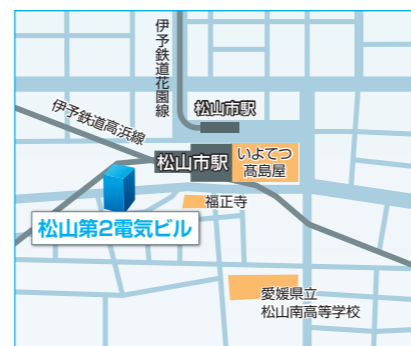 伊予鉄道花園線
松山市駅
伊予鉄道高浜線
松山市駅
いよてつ
髙島屋
福正寺
松山第2電気ビル
愛媛県立
松山南高等学校